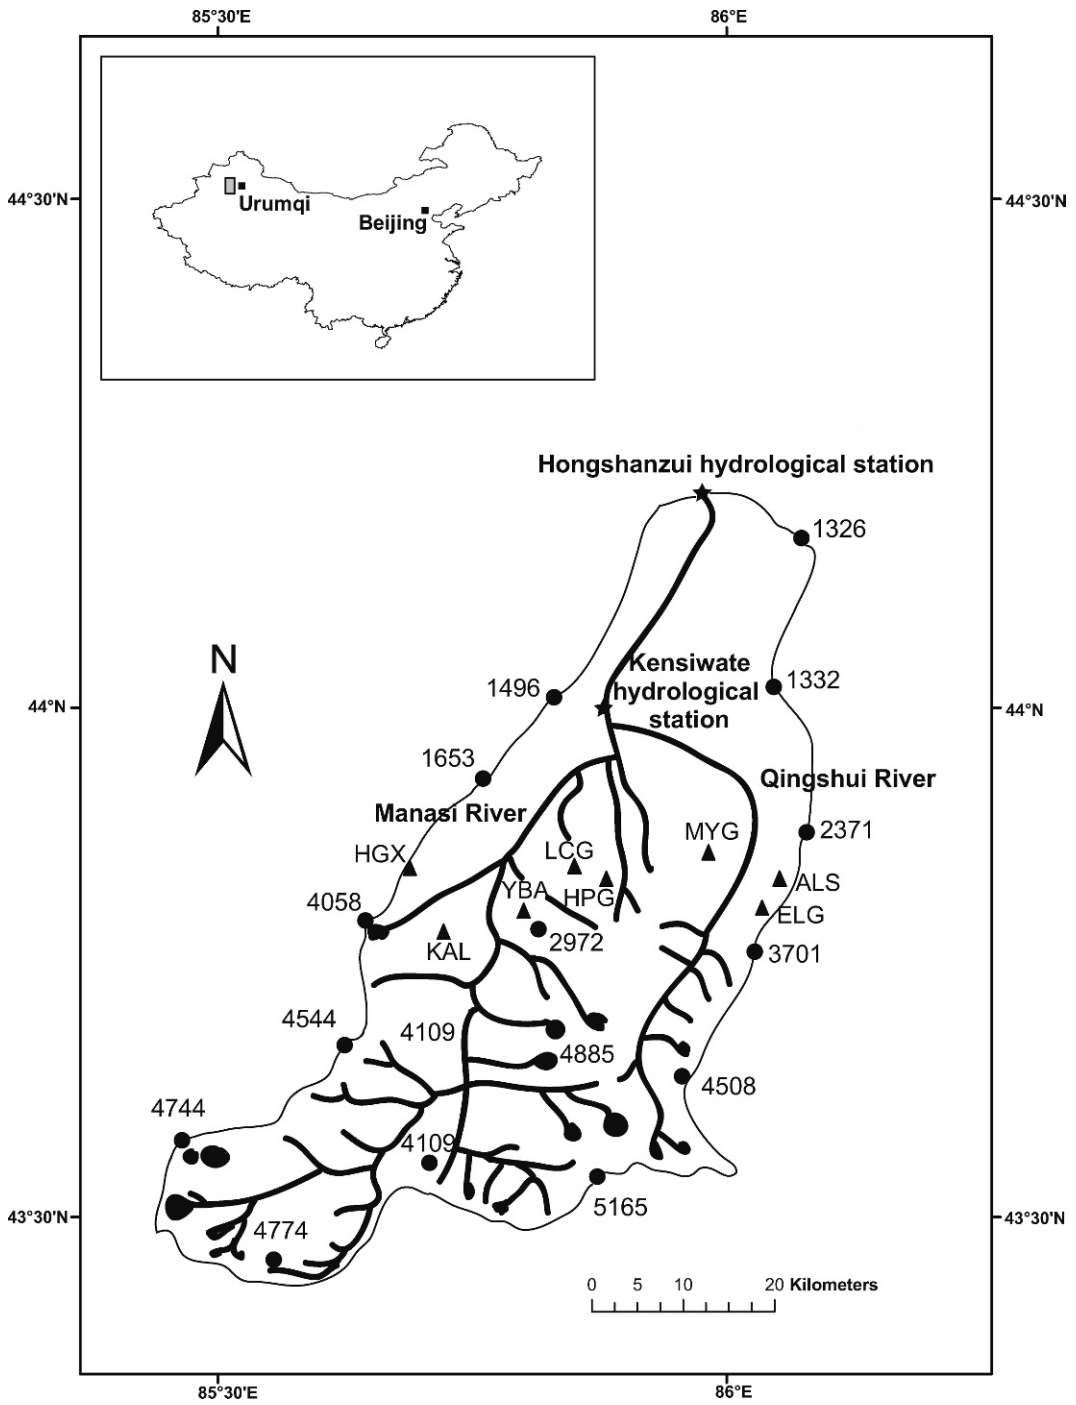 85°30'E 86°E
44°30'N 44°30'N
Urumqi
Beijing
Hongshanzui hydrological station
1326
N
Kensiwate
hydrological
station
1496
1332
44°N 44°N
1653
Qingshui River
Manasi River
MYG
2371
LCG
HGX
YBA
HPG
ALS
4058
ELG
2972
KAL
3701
4544
4109
4885
4508
4744
4109
5165
43°30'N 43°30'N
4774
0 5 10 20 Kilometers
85°30'E 86°E